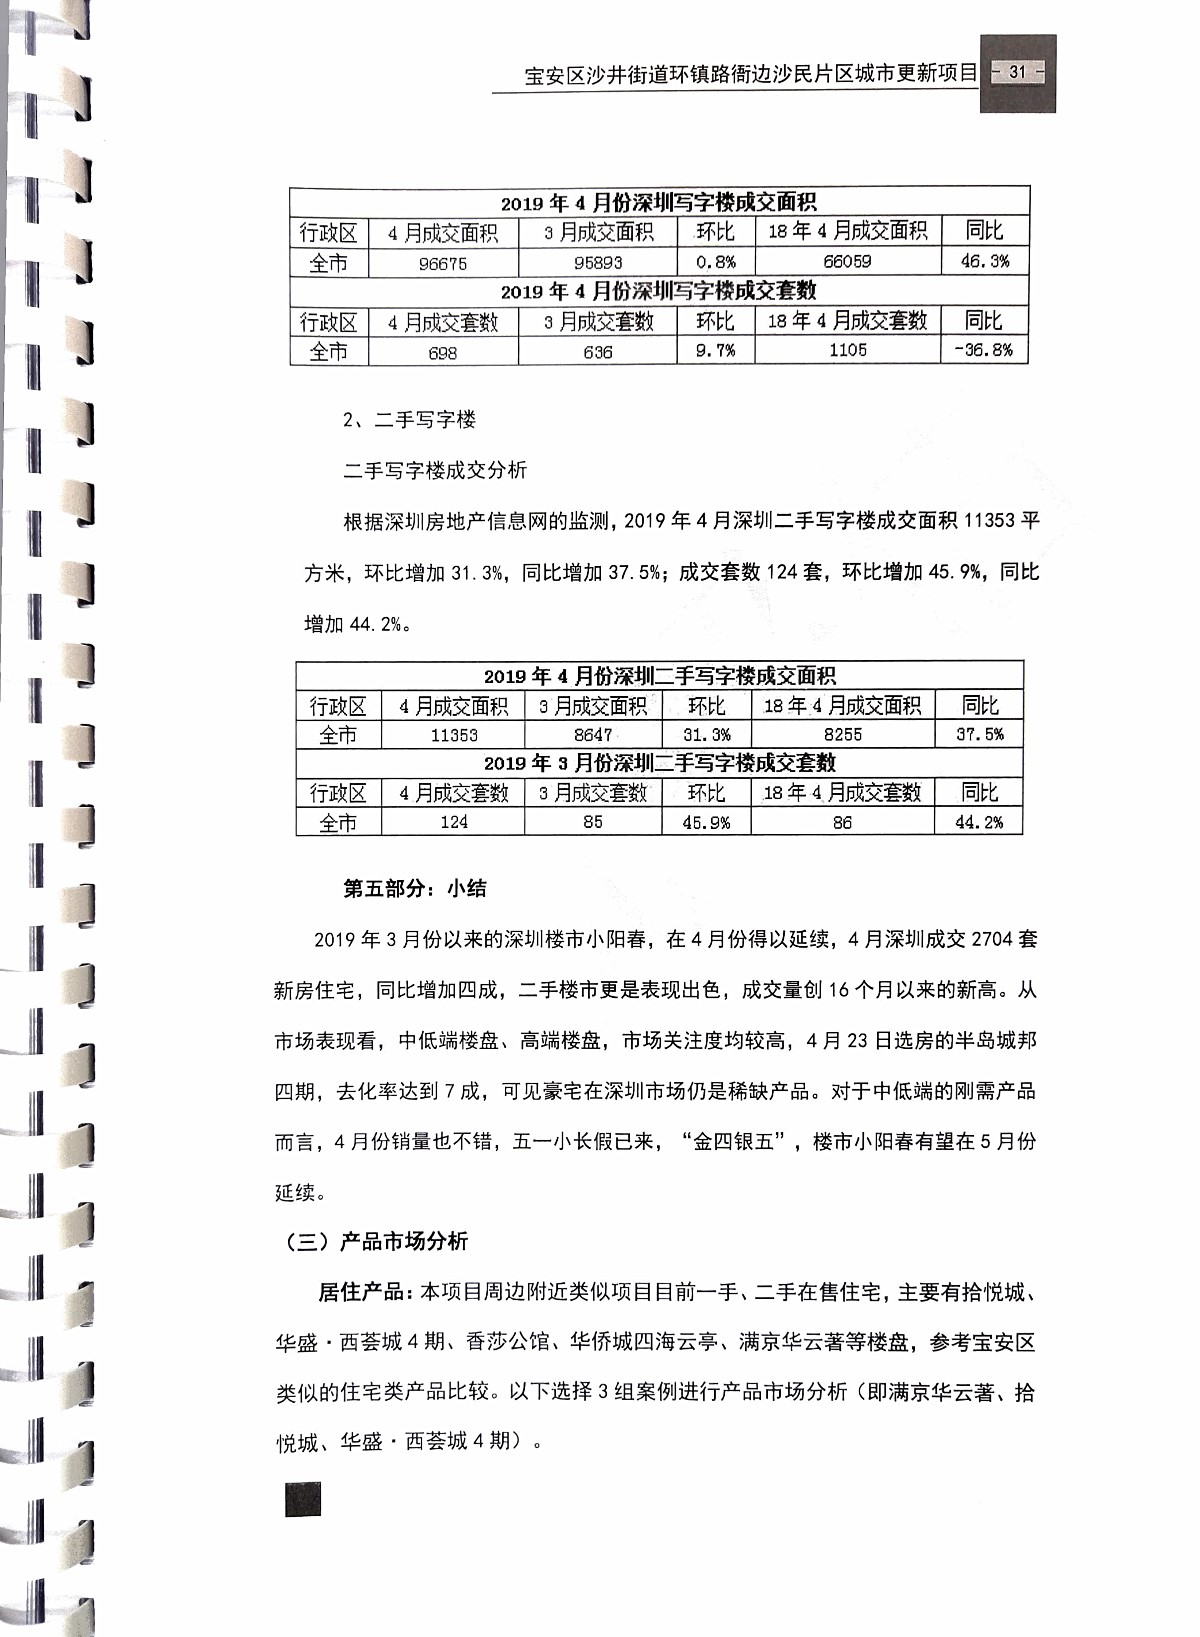 宝安区沙井街道环镇路衙边沙民片区城市更新项目
- 31 -
2019 年 4 月份深圳写字楼成交面积
行政区 4 月成交面积 3 月成交面积 环比 18 年 4 月成交面积 同比
全市 96675 95893 0.8% 66059 46.3%
2019 年 4 月份深圳写字楼成交套数
行政区 4 月成交套数 3 月成交套数 环比 18 年 4 月成交套数 同比
全市 698 636 9.7% 1105 -36.8%
2、二手写字楼
二手写字楼成交分析
根据深圳房地产信息网的监测，2019 年 4 月深圳二手写字楼成交面积 11353 平
方米，环比增加 31.3%，同比增加 37.5%；成交套数 124 套，环比增加 45.9%，同比
增加 44.2%。
2019 年 4 月份深圳二手写字楼成交面积
行政区 4 月成交面积 3 月成交面积 环比 18 年 4 月成交面积 同比
全市 11353 8647 31.3% 8255 37.5%
2019 年 3 月份深圳二手写字楼成交套数
行政区 4 月成交套数 3 月成交套数 环比 18 年 4 月成交套数 同比
全市 124 85 45.9% 86 44.2%
第五部分：小结
2019 年 3 月份以来的深圳楼市小阳春，在 4 月份得以延续，4 月深圳成交 2704 套
新房住宅，同比增加四成，二手楼市更是表现出色，成交量创 16 个月以来的新高。从
市场表现看，中低端楼盘、高端楼盘，市场关注度均较高，4 月 23 日选房的半岛城邦
四期，去化率达到 7 成，可见豪宅在深圳市场仍是稀缺产品。对于中低端的刚需产品
而言，4 月份销量也不错，五一小长假已来，“金四银五”，楼市小阳春有望在 5 月份
延续。
（三）产品市场分析
居住产品：本项目周边附近类似项目目前一手、二手在售住宅，主要有拾悦城、
华盛·西荟城 4 期、香莎公馆、华侨城四海云亭、满京华云著等楼盘，参考宝安区
类似的住宅类产品比较。以下选择 3 组案例进行产品市场分析（即满京华云著、拾
悦城、华盛·西荟城 4 期）。